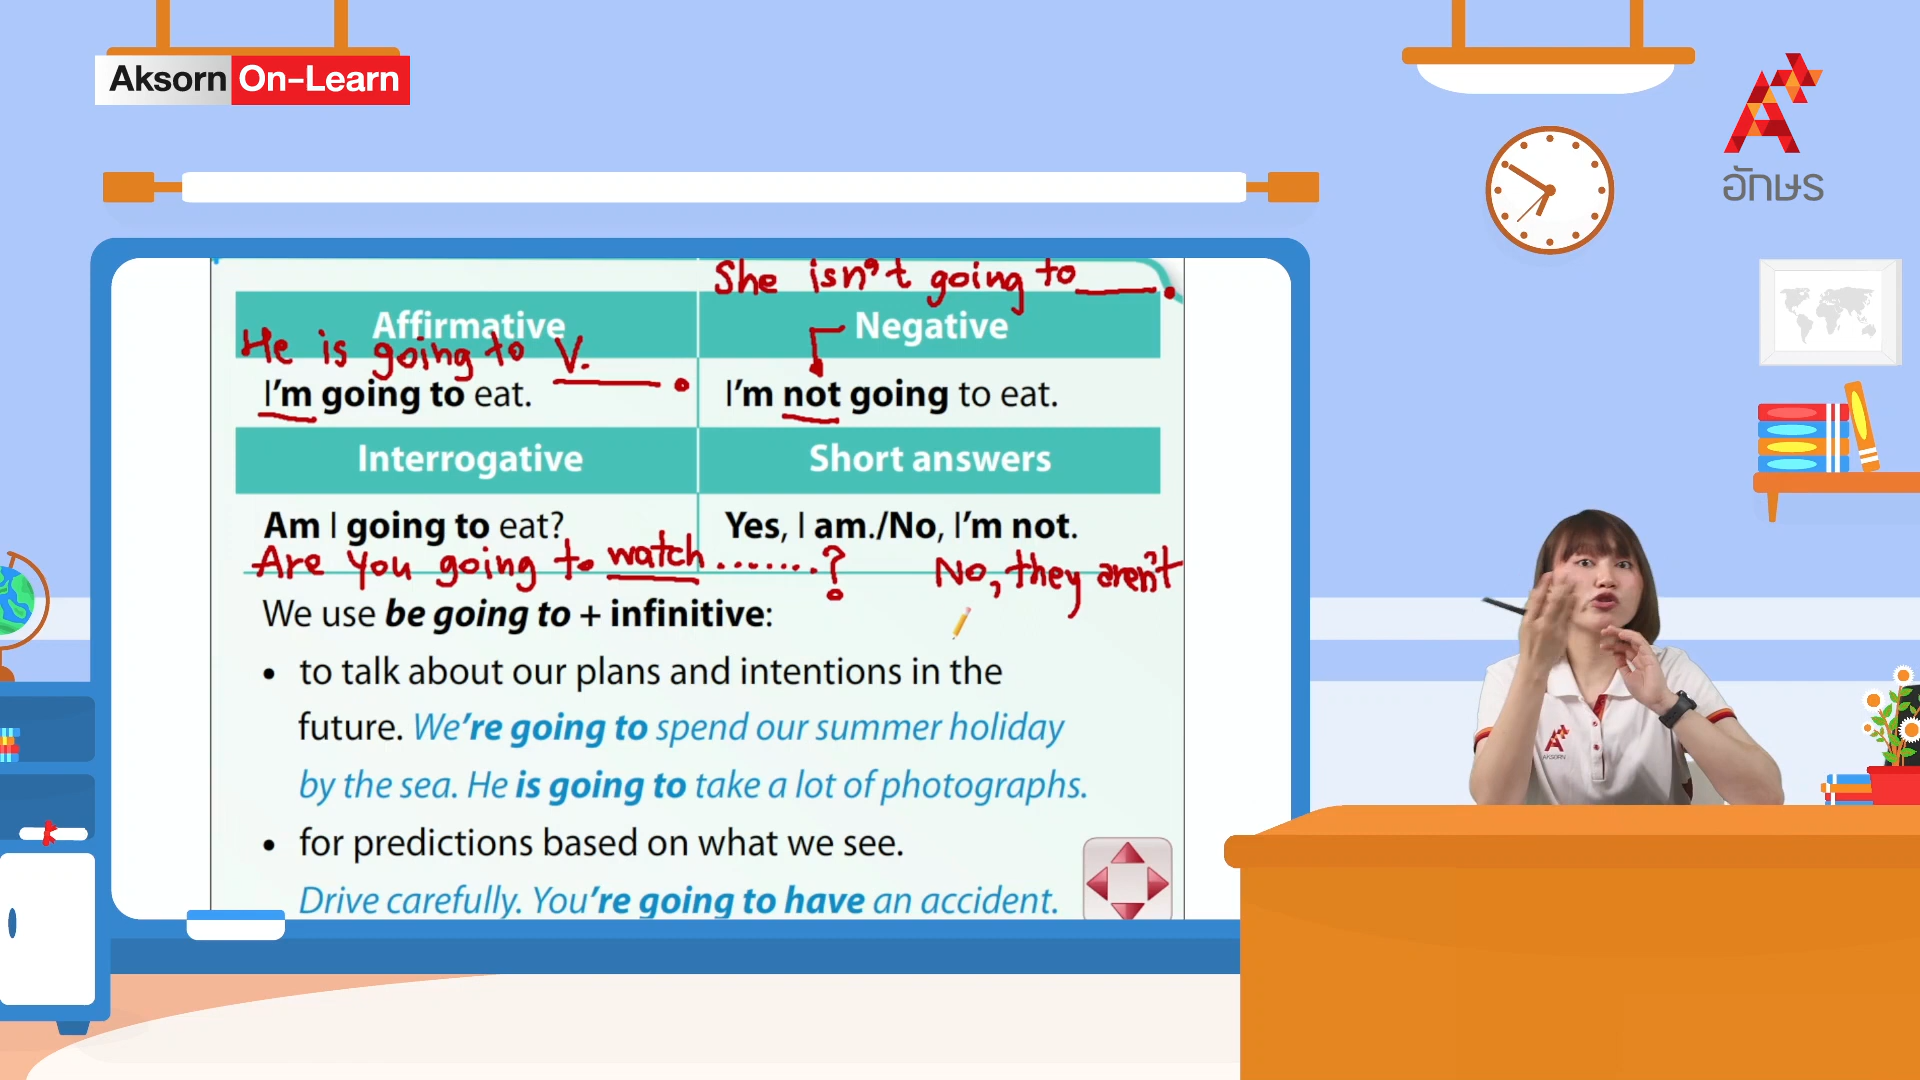 Aksorn On-Learn
อักษร
She isn't going to____.
Affirmative Negative
He is going to V.____.
I'm going to eat. I'm not going to eat.
Interrogative Short answers
Am I going to eat? Yes, I am./No, I'm not.
Are you going to watch.......? No, they aren't
We use be going to + infinitive:
• to talk about our plans and intentions in the
future. We're going to spend our summer holiday
by the sea. He is going to take a lot of photographs.
• for predictions based on what we see.
Drive carefully. You're going to have an accident.
AKSORN